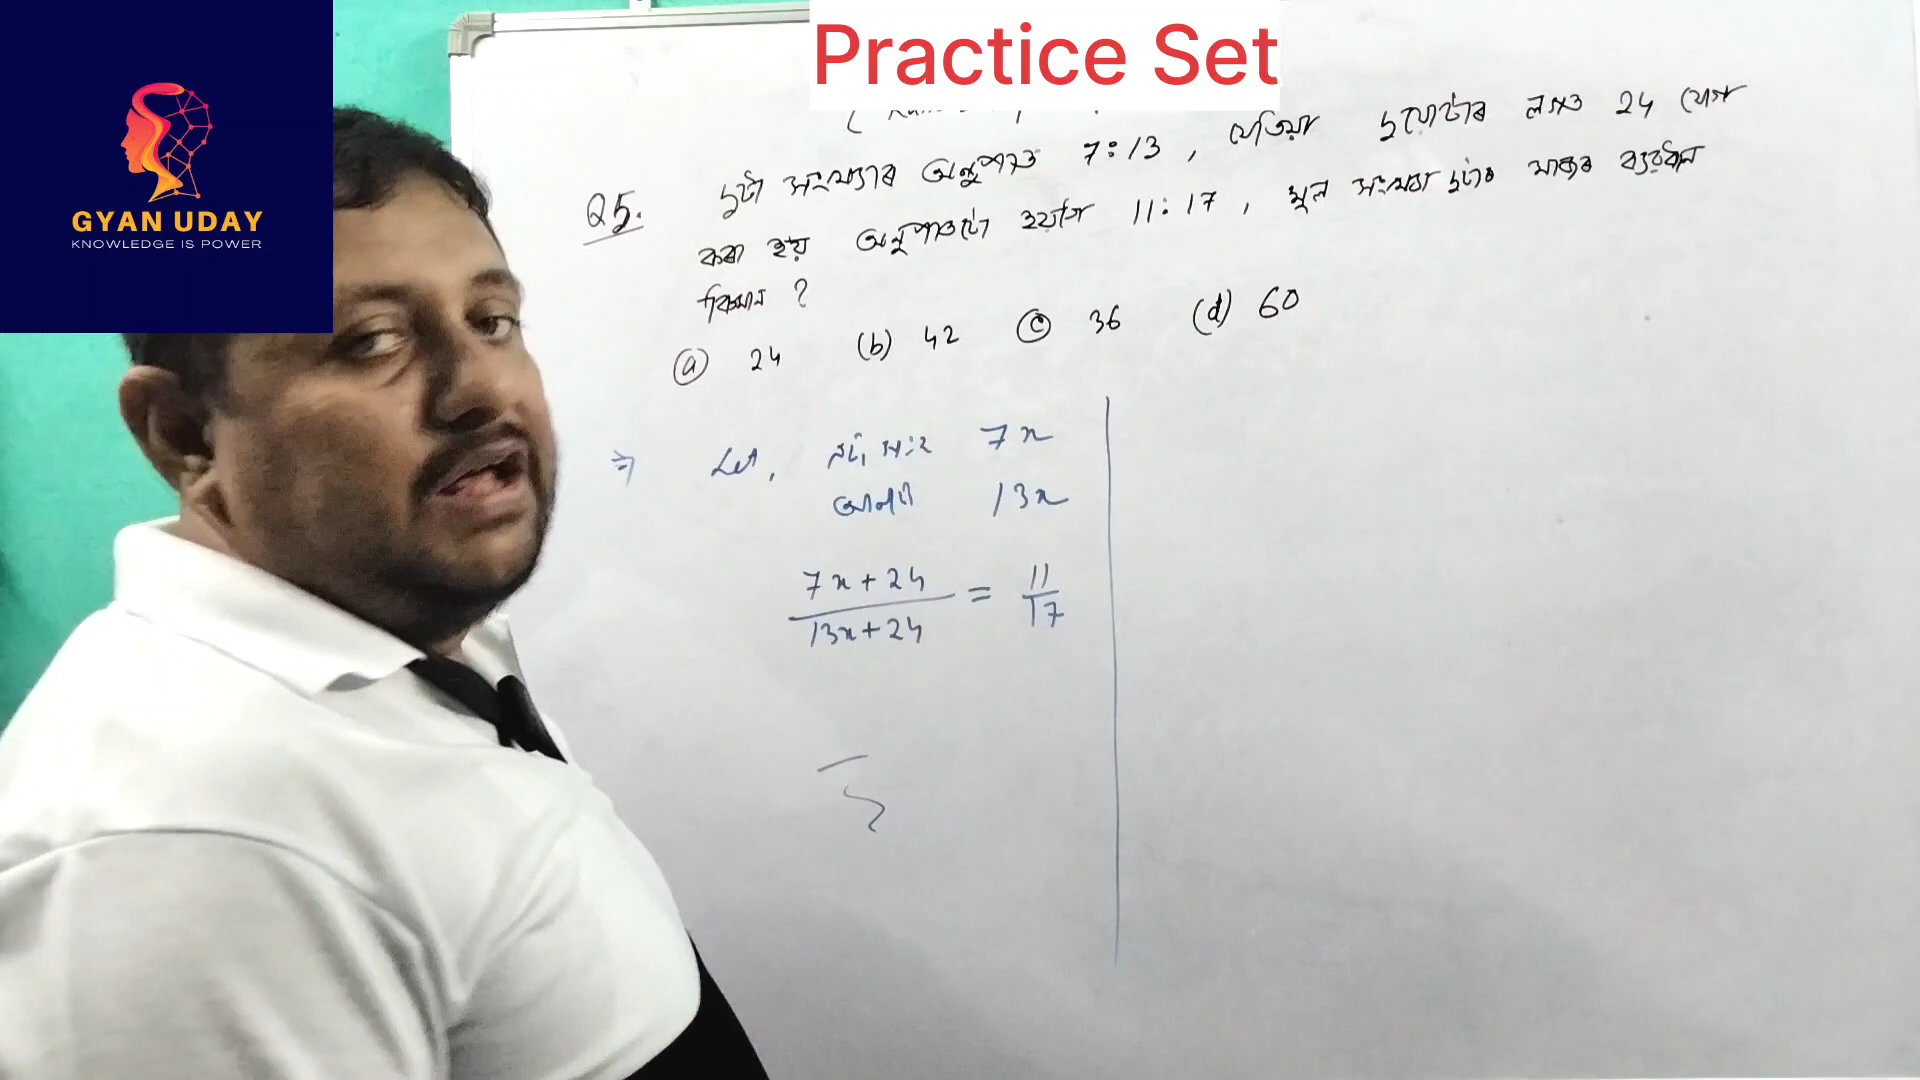 Practice Set
GYAN UDAY
KNOWLEDGE IS POWER
Q5. দুটা সংখ্যাৰ অনুপাত 7:13, যেতিয়া দুয়োটাৰ লগত 24 যোগ
কৰা হয় অনুপাতটো হয়গৈ 11:17, মূল সংখ্যা দুটাৰ মাজৰ ব্যৱধান
কিমান ?
(a) 24 (b) 42 (c) 36 (d) 60
⇒ Let, 7x
13x
7x+24 / 13x+24 = 11 / 17